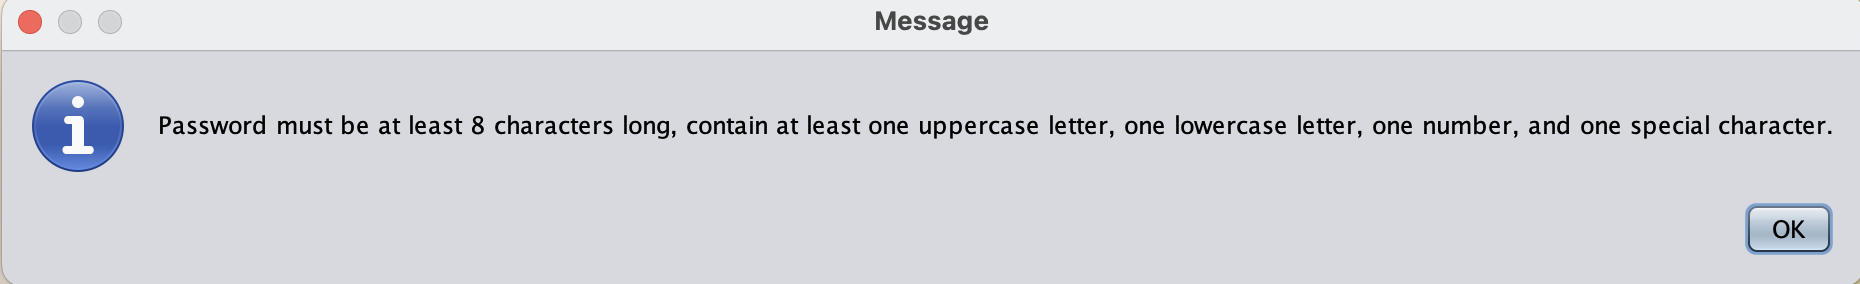 Message
Password must be at least 8 characters long, contain at least one uppercase letter, one lowercase letter, one number, and one special character.
OK